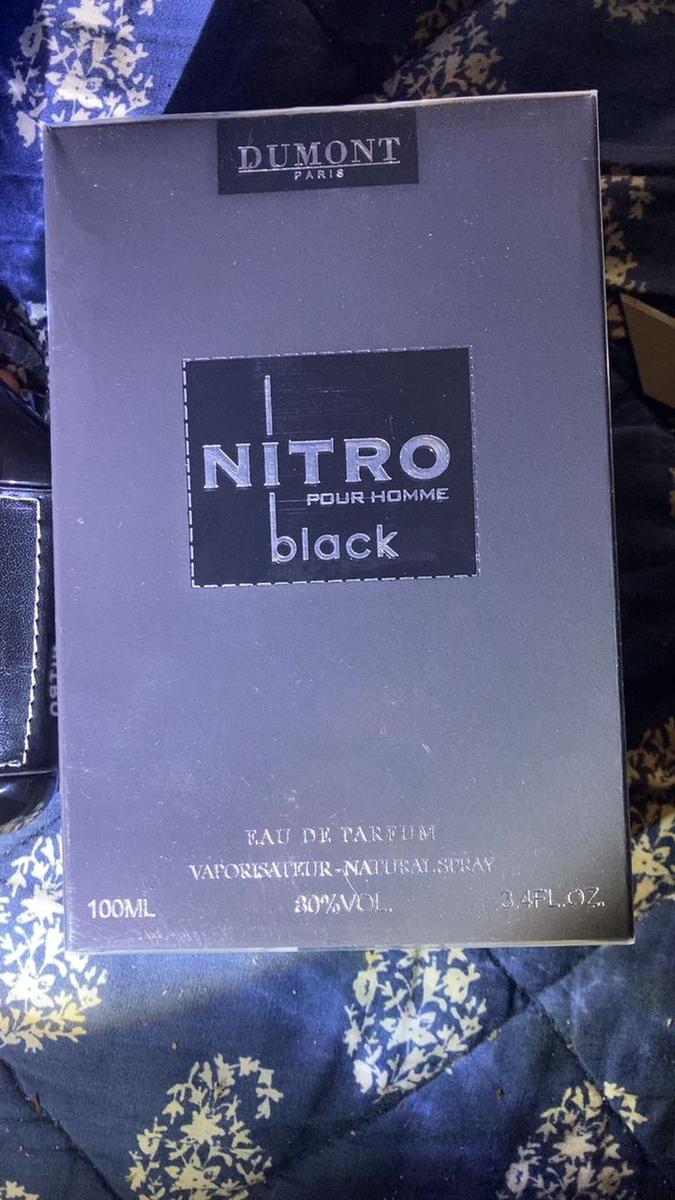 DUMONT
PARIS
NITRO
POUR HOMME
black
EAU DE PARFUM
VAPORISATEUR-NATURAL SPRAY
100ML 80%VOL. 3.4FL.OZ.